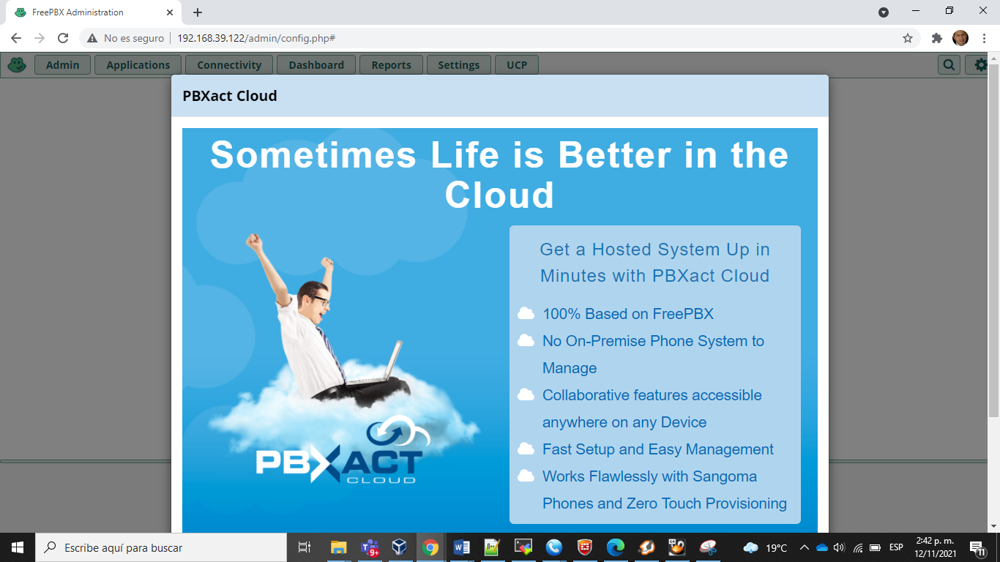 FreePBX Administration
No es seguro
192.168.39.122/admin/config.php#
Admin
Applications
Connectivity
Dashboard
Reports
Settings
UCP
PBXact Cloud
Sometimes Life is Better in the
Cloud
Get a Hosted System Up in
Minutes with PBXact Cloud
100% Based on FreePBX
No On-Premise Phone System to
Manage
Collaborative features accessible
anywhere on any Device
Fast Setup and Easy Management
Works Flawlessly with Sangoma
Phones and Zero Touch Provisioning
PBXACT
CLOUD
Escribe aquí para buscar
9+
19°C
ESP
2:42 p. m.
12/11/2021
11